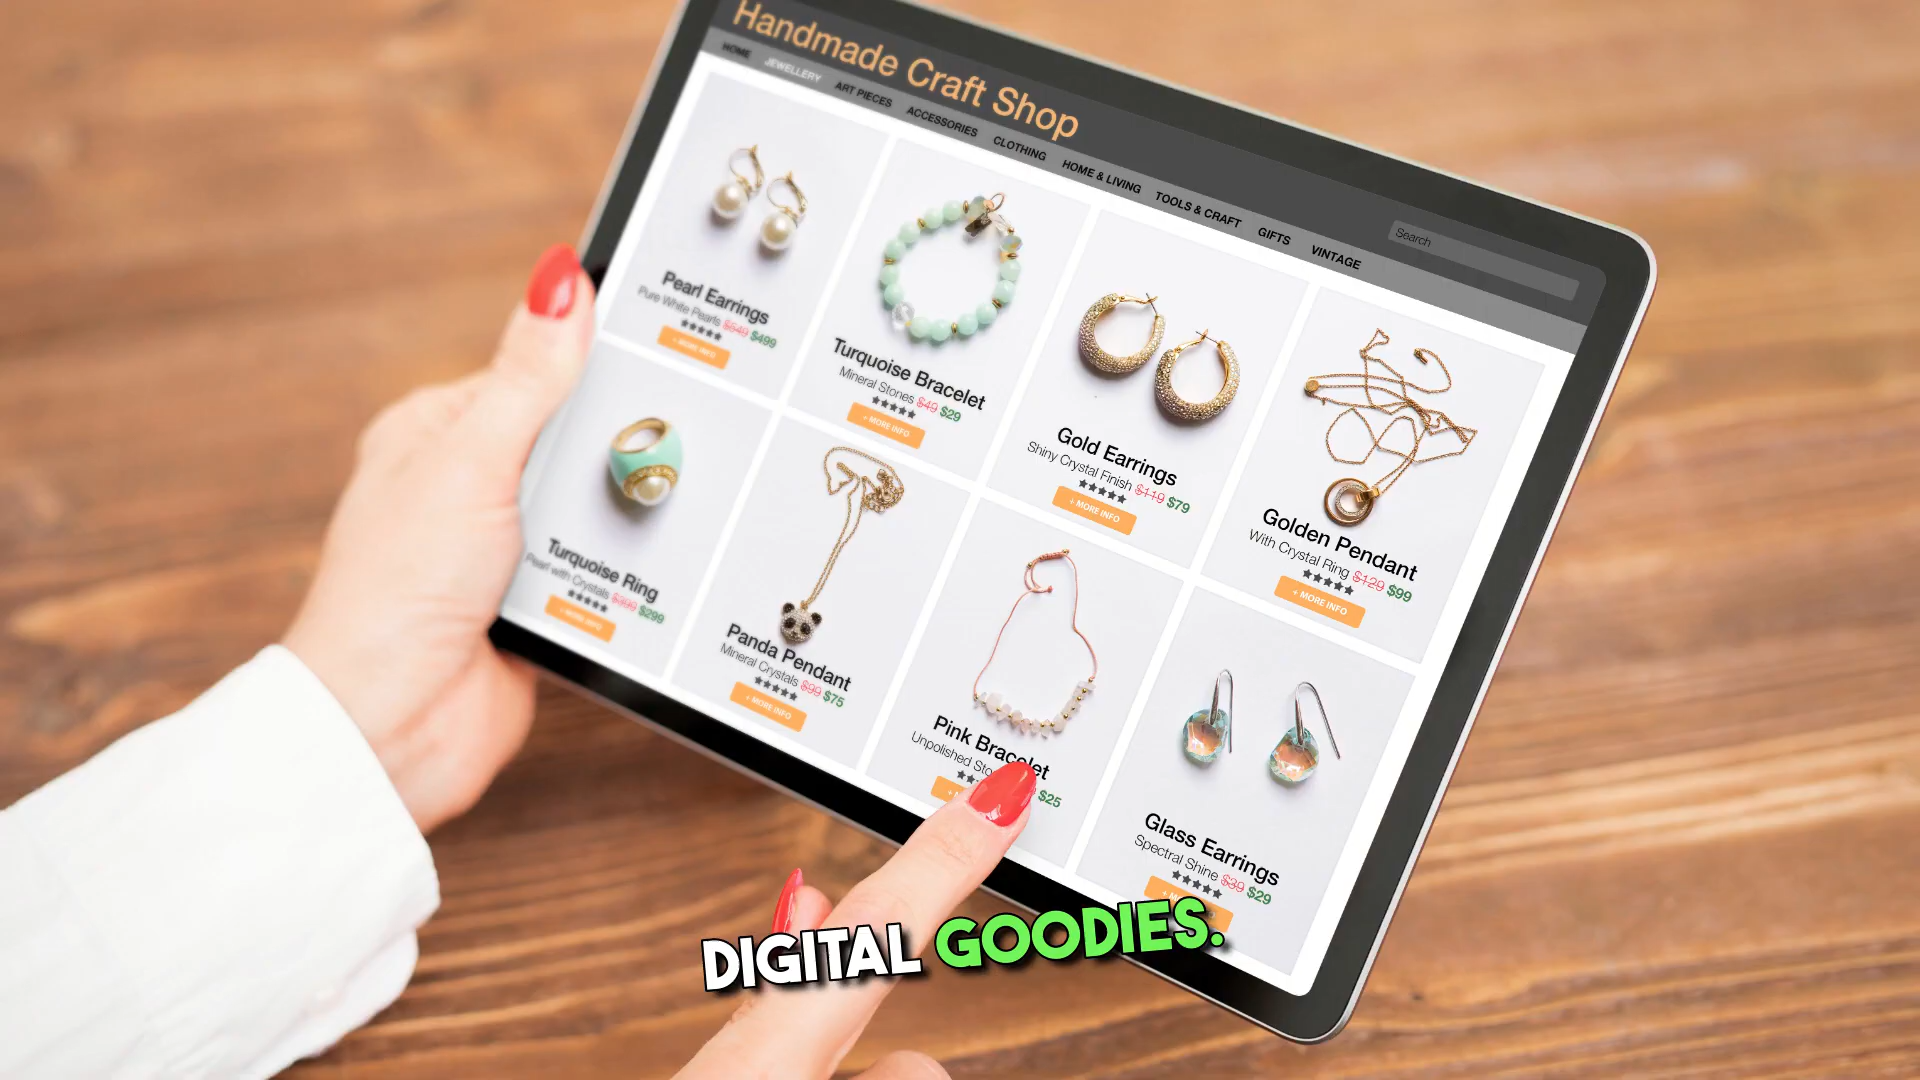 Handmade Craft Shop
HOME
JEWELLERY
ART PIECES
ACCESSORIES
CLOTHING
HOME & LIVING
TOOLS & CRAFT
GIFTS
VINTAGE
Search
Pearl Earrings
Pure White Pearls $649 $499
+ MORE INFO
Turquoise Bracelet
Mineral Stones $49 $29
+ MORE INFO
Gold Earrings
Shiny Crystal Finish $119 $79
+ MORE INFO
Golden Pendant
With Crystal Ring $129 $99
+ MORE INFO
Turquoise Ring
Pearl with Crystals $299
+ MORE INFO
Panda Pendant
Mineral Crystals $99 $75
+ MORE INFO
Pink Bracelet
Unpolished $25
Glass Earrings
Spectral Shine $39 $29
DIGITAL GOODIES.